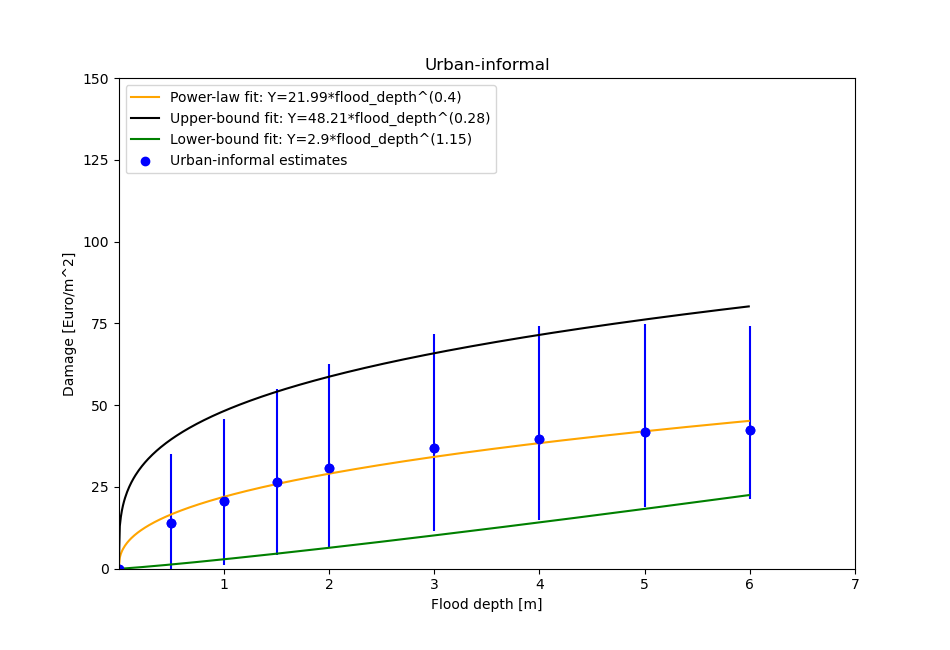 Urban-informal
Power-law fit: Y=21.99*flood_depth^(0.4)
Upper-bound fit: Y=48.21*flood_depth^(0.28)
Lower-bound fit: Y=2.9*flood_depth^(1.15)
Urban-informal estimates
150
125
100
75
50
25
0
Damage [Euro/m^2]
1 2 3 4 5 6 7
Flood depth [m]